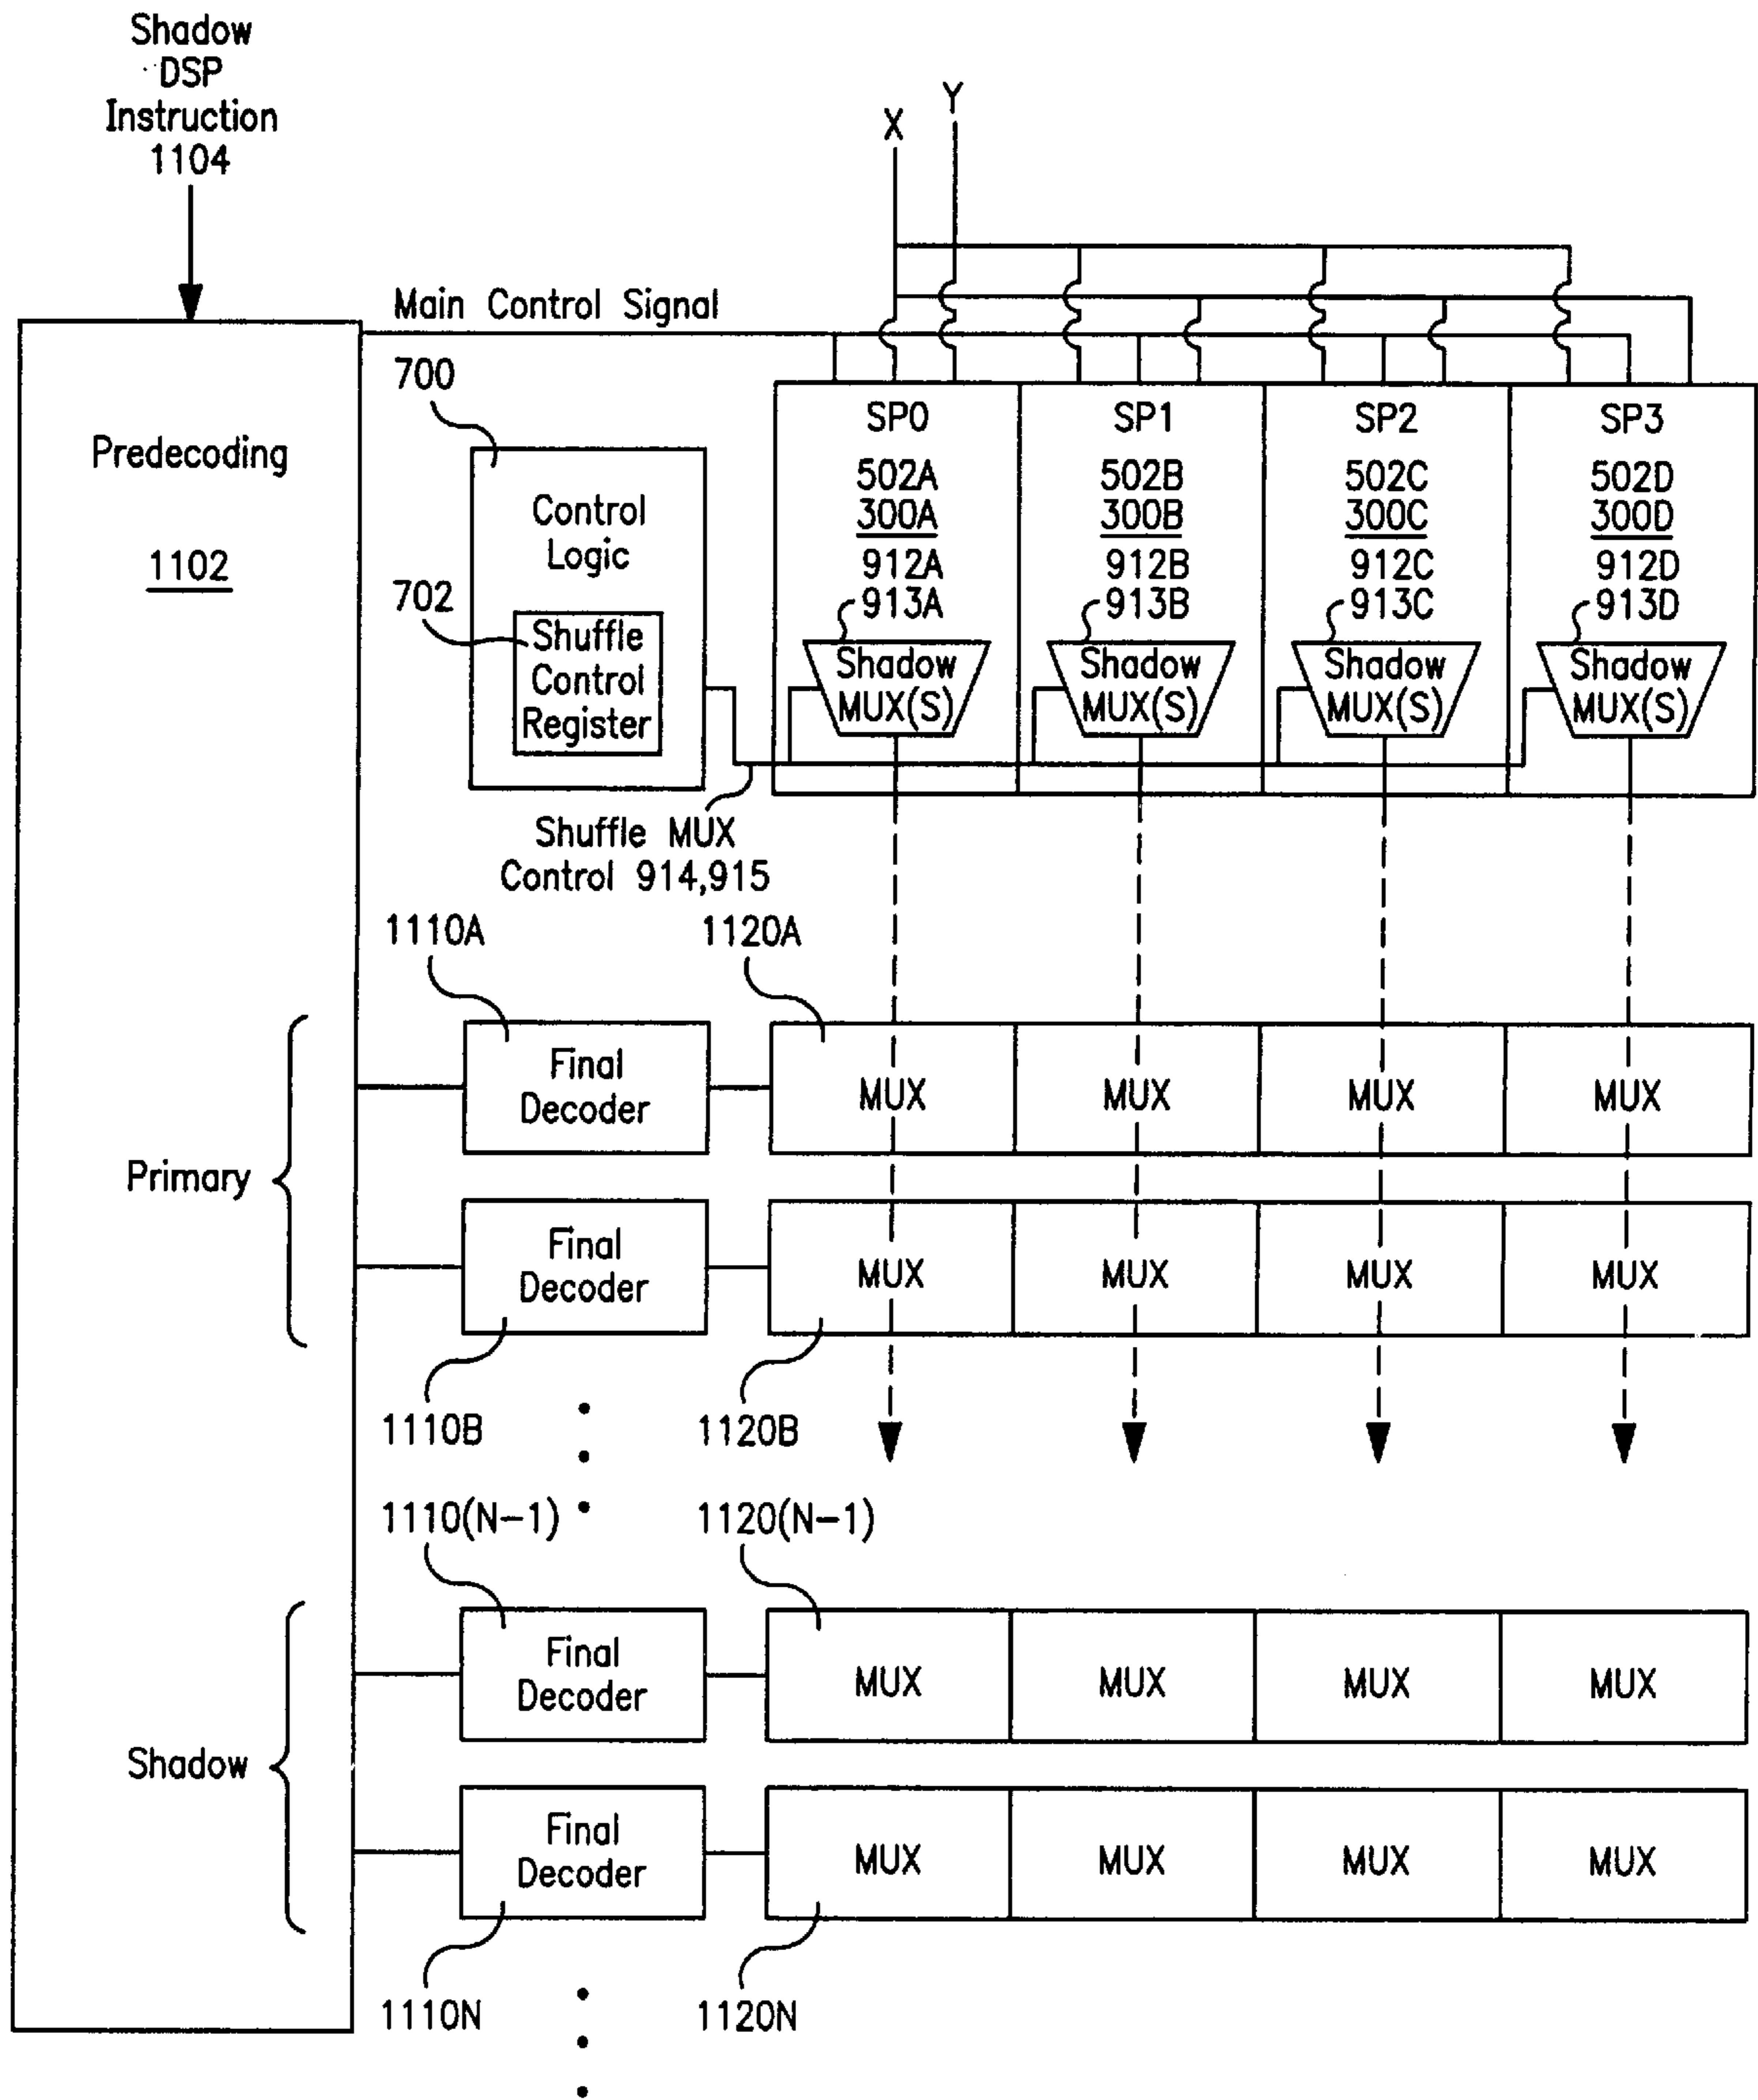 Shadow
DSP
Instruction
1104
X
Y
Main Control Signal
700
Predecoding
1102
Control
Logic
702
Shuffle
Control
Register
SP0
502A
300A
912A
913A
Shadow
MUX(S)
SP1
502B
300B
912B
913B
Shadow
MUX(S)
SP2
502C
300C
912C
913C
Shadow
MUX(S)
SP3
502D
300D
912D
913D
Shadow
MUX(S)
Shuffle MUX
Control 914,915
1110A
1120A
Primary
Final
Decoder
MUX
MUX
MUX
MUX
Final
Decoder
MUX
MUX
MUX
MUX
1110B
1120B
1110(N-1)
1120(N-1)
Shadow
Final
Decoder
MUX
MUX
MUX
MUX
Final
Decoder
MUX
MUX
MUX
MUX
1110N
1120N